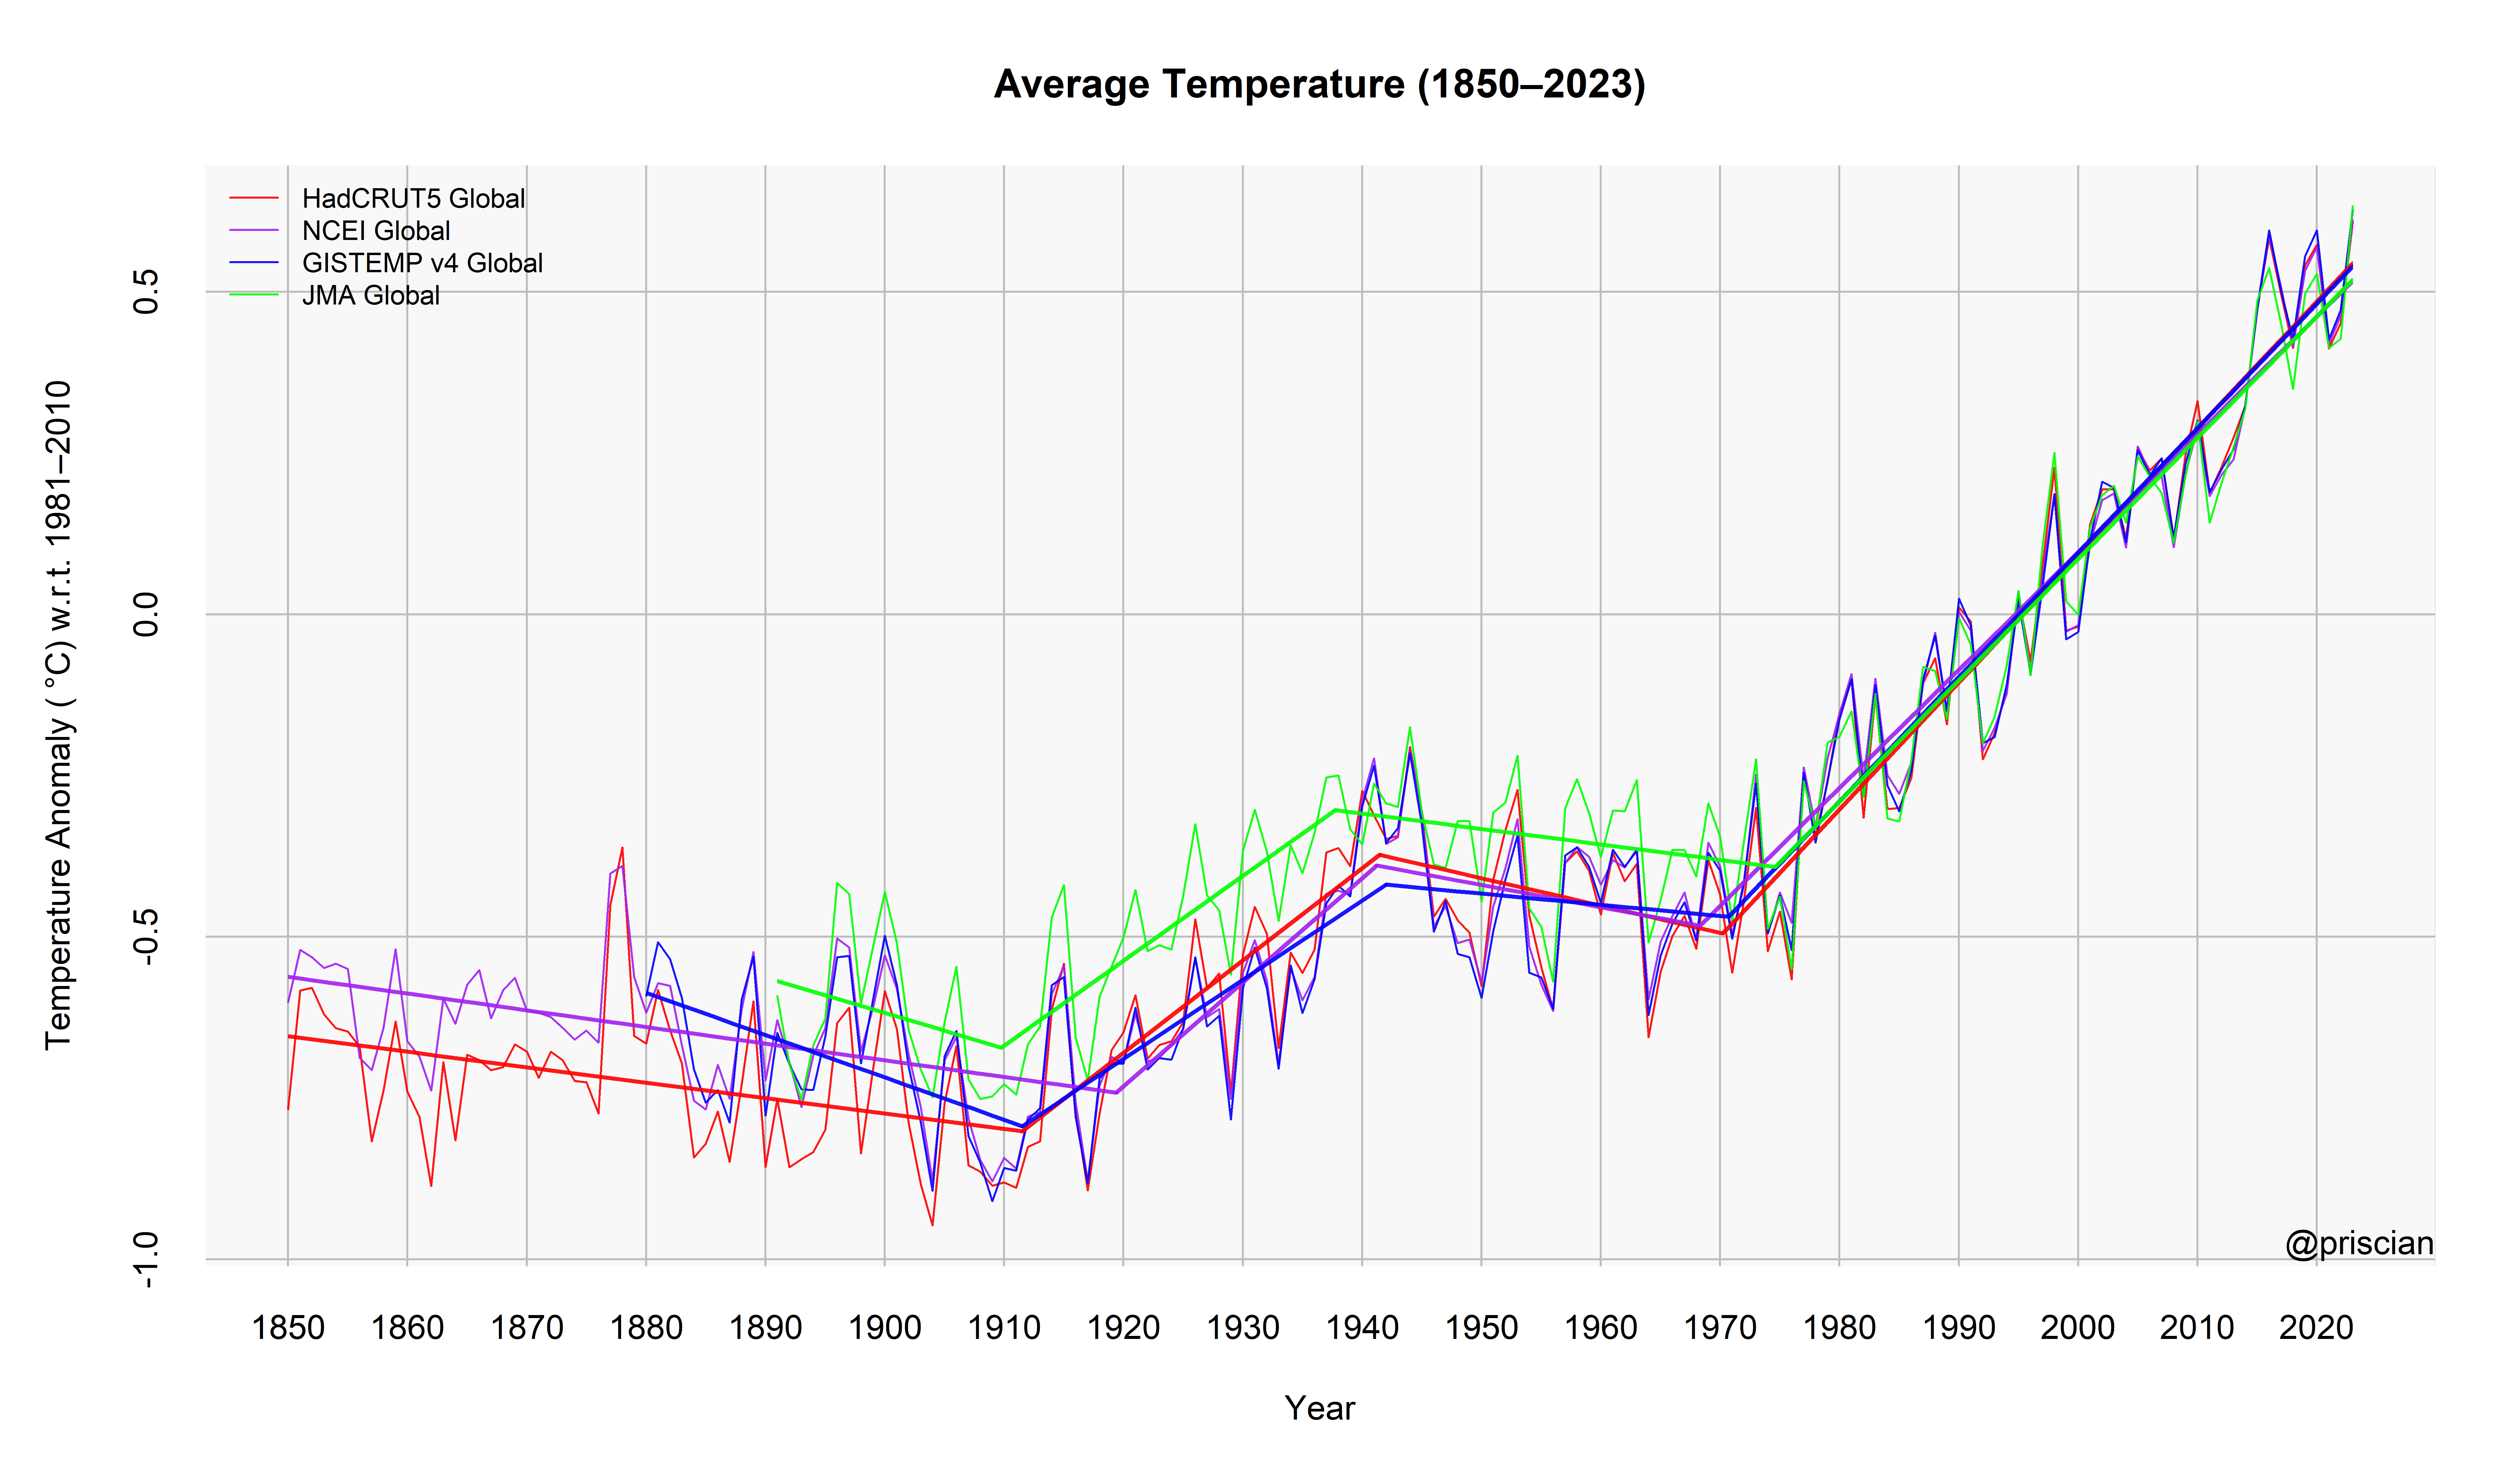 Average Temperature (1850–2023)
HadCRUT5 Global
NCEI Global
GISTEMP v4 Global
JMA Global
Temperature Anomaly ( °C) w.r.t. 1981–2010
0.5
0.0
-0.5
-1.0
@priscian
1850 1860 1870 1880 1890 1900 1910 1920 1930 1940 1950 1960 1970 1980 1990 2000 2010 2020
Year